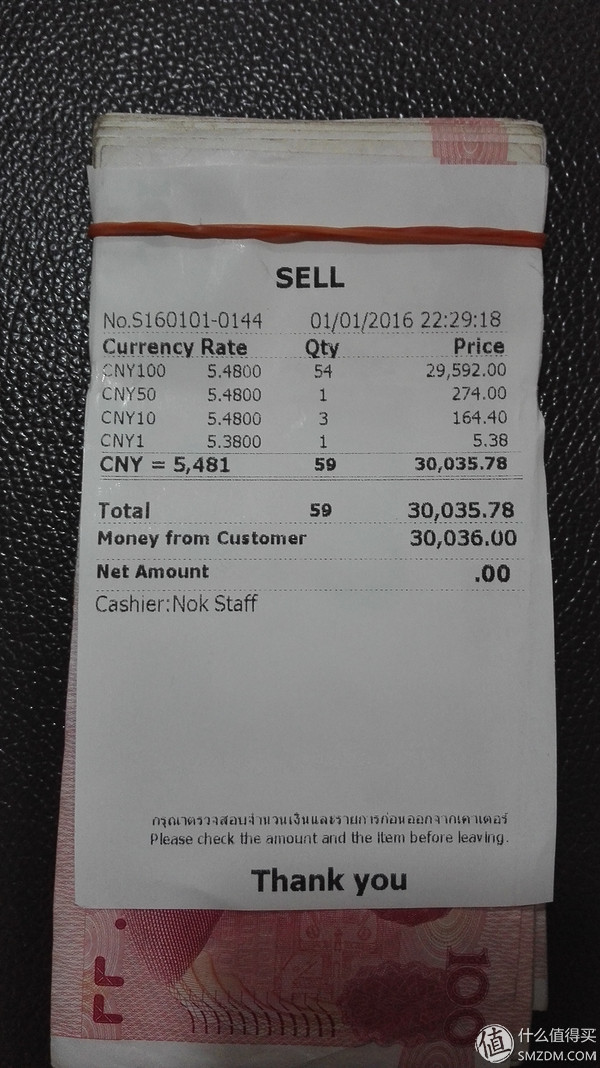 SELL
No.S160101-0144 01/01/2016 22:29:18
Currency Rate Qty Price
CNY100 5.4800 54 29,592.00
CNY50 5.4800 1 274.00
CNY10 5.4800 3 164.40
CNY1 5.3800 1 5.38
CNY = 5,481 59 30,035.78
Total 59 30,035.78
Money from Customer 30,036.00
Net Amount .00
Cashier:Nok Staff
กรุณาตรวจสอบจำนวนเงินและรายการก่อนออกจากเคาเตอร์
Please check the amount and the Item before leaving.
Thank you
100
值 什么值得买
SMZDM.COM